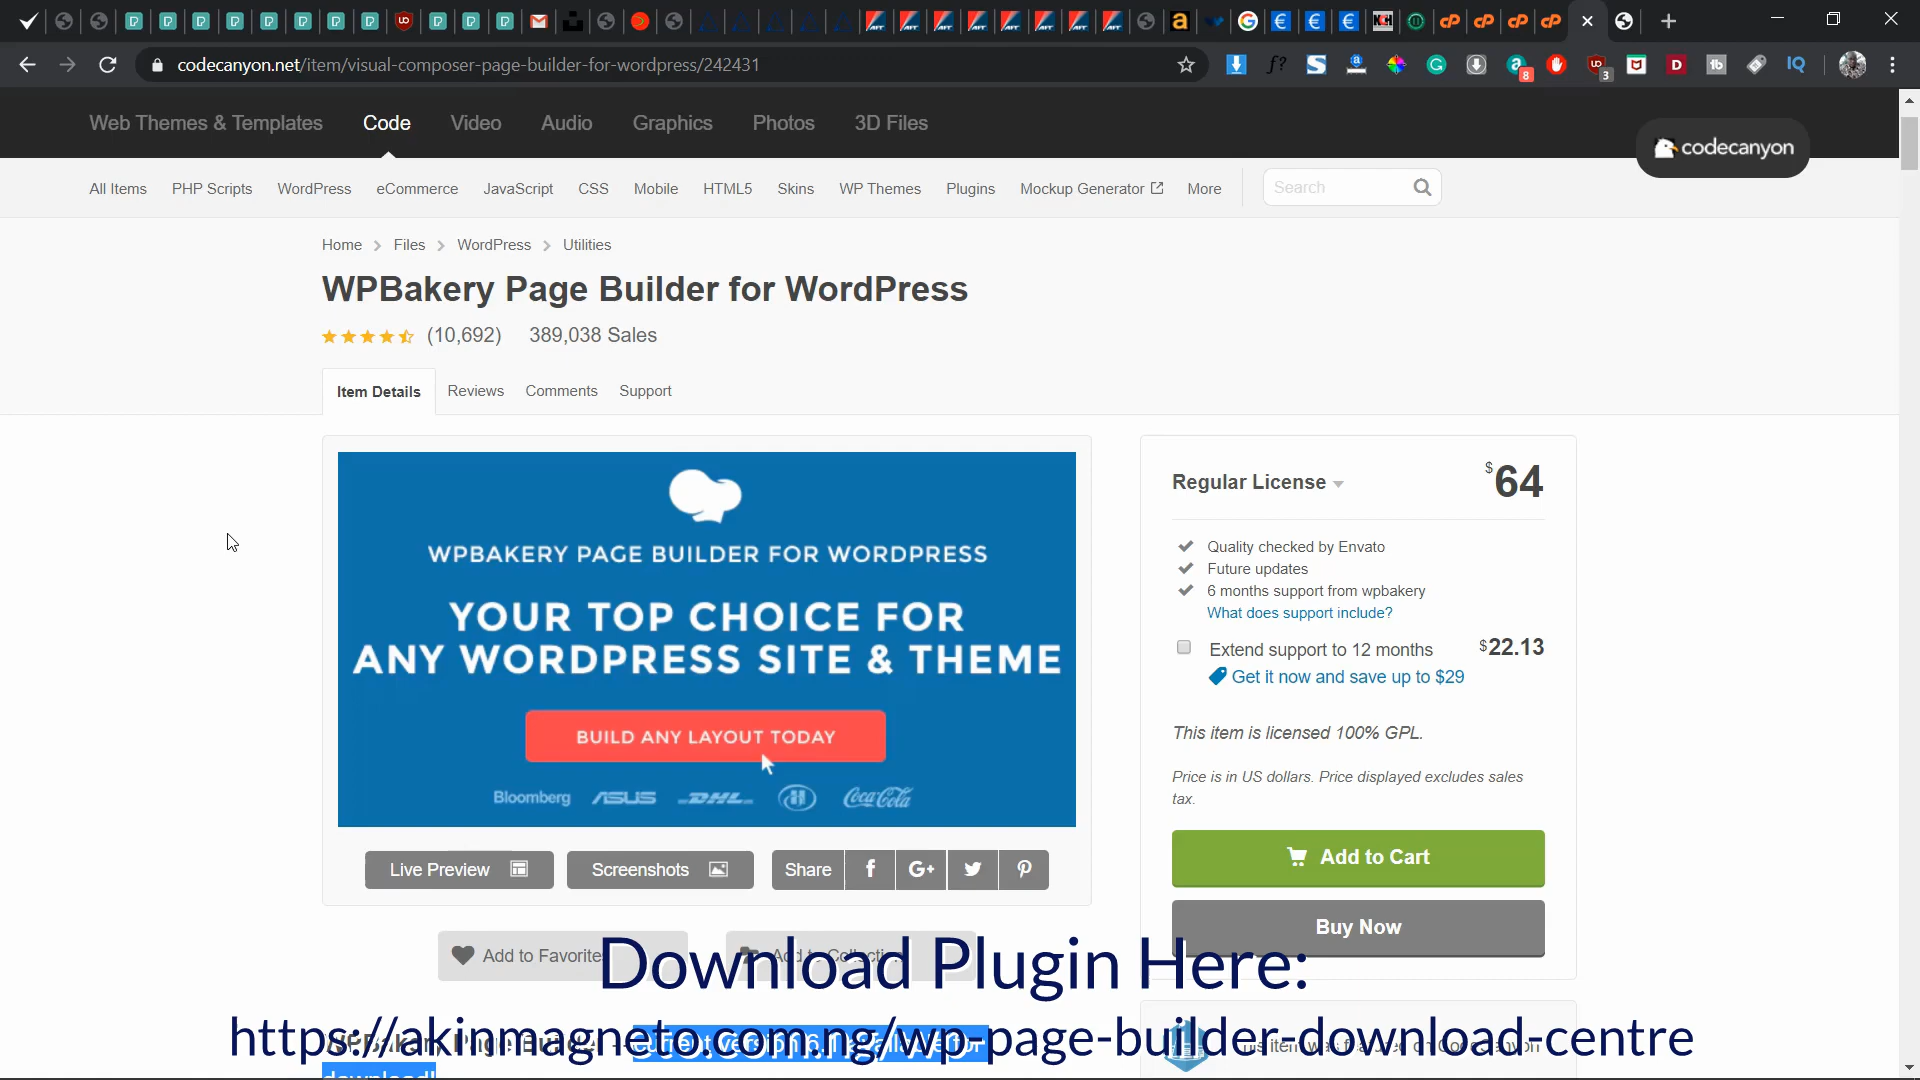 codecanyon.net/item/visual-composer-page-builder-for-wordpress/242431
Web Themes & Templates Code Video Audio Graphics Photos 3D Files
codecanyon
All Items PHP Scripts WordPress eCommerce JavaScript CSS Mobile HTML5 Skins WP Themes Plugins Mockup Generator More Search
Home > Files > WordPress > Utilities
WPBakery Page Builder for WordPress
(10,692) 389,038 Sales
Item Details Reviews Comments Support
WPBAKERY PAGE BUILDER FOR WORDPRESS
YOUR TOP CHOICE FOR
ANY WORDPRESS SITE & THEME
BUILD ANY LAYOUT TODAY
Bloomberg ASUS DHL Coca-Cola
Live Preview Screenshots Share
Regular License $64
Quality checked by Envato
Future updates
6 months support from wpbakery
What does support include?
Extend support to 12 months $22.13
Get it now and save up to $29
This item is licensed 100% GPL.
Price is in US dollars. Price displayed excludes sales
tax.
Add to Cart
Buy Now
Add to Favorites
Download Plugin Here:
https://akinmagneto.com.ng/wp-page-builder-download-centre